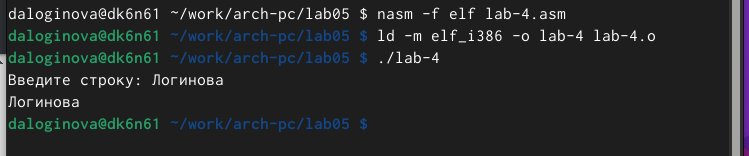 daloginova@dk6n61 ~/work/arch-pc/lab05 $ nasm -f elf lab-4.asm
daloginova@dk6n61 ~/work/arch-pc/lab05 $ ld -m elf_i386 -o lab-4 lab-4.o
daloginova@dk6n61 ~/work/arch-pc/lab05 $ ./lab-4
Введите строку: Логинова
Логинова
daloginova@dk6n61 ~/work/arch-pc/lab05 $